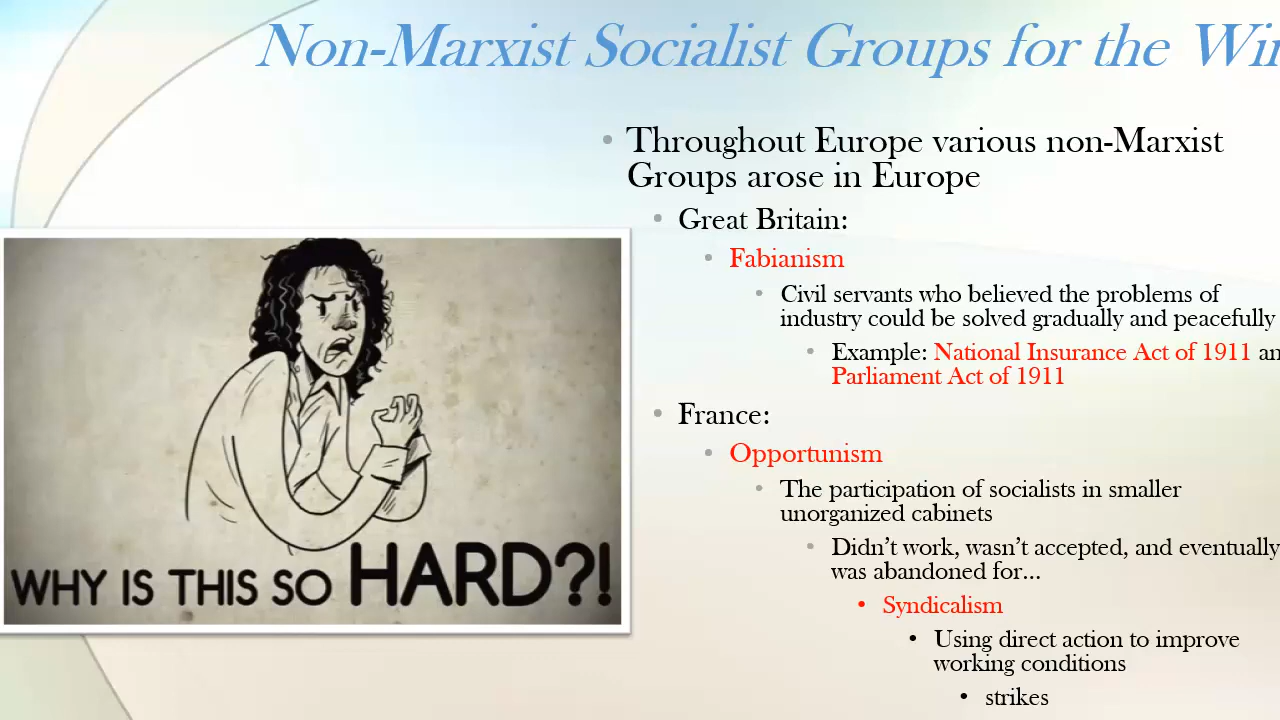 Non-Marxist Socialist Groups for the
• Throughout Europe various non-Marxist
Groups arose in Europe
• Great Britain:
• Fabianism
• Civil servants who believed the problems of
industry could be solved gradually and peacefully
• Example: National Insurance Act of 1911
Parliament Act of 1911
• France:
• Opportunism
• The participation of socialists in smaller
unorganized cabinets
• Didn’t work, wasn’t accepted, and eventually
was abandoned for…
• Syndicalism
• Using direct action to improve
working conditions
• strikes
WHY IS THIS SO HARD?!